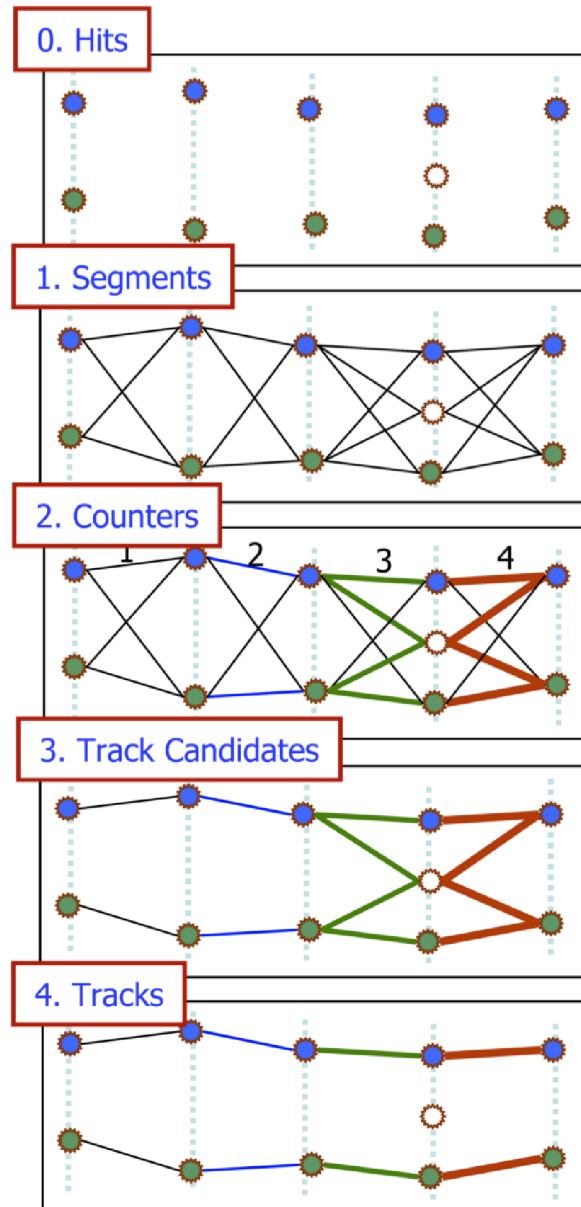 0. Hits
1. Segments
2. Counters
1 2 3 4
3. Track Candidates
4. Tracks